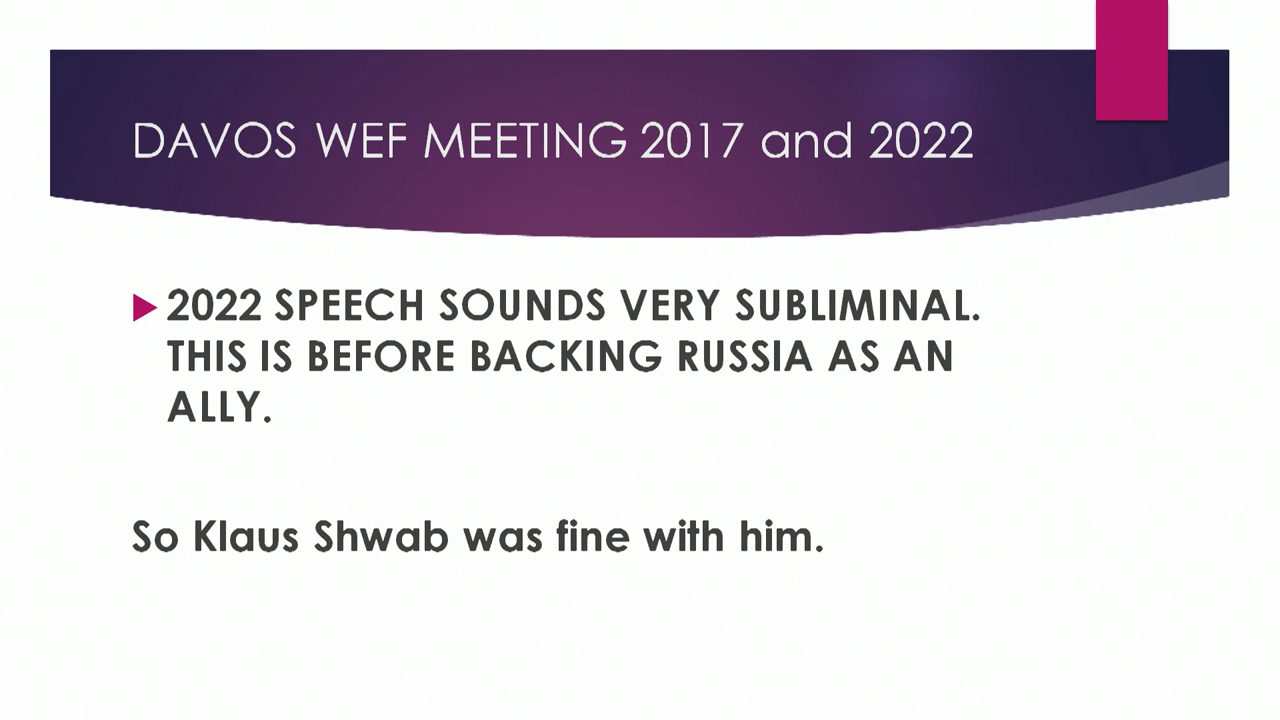 DAVOS WEF MEETING 2017 and 2022
2022 SPEECH SOUNDS VERY SUBLIMINAL.
THIS IS BEFORE BACKING RUSSIA AS AN
ALLY.
So Klaus Shwab was fine with him.